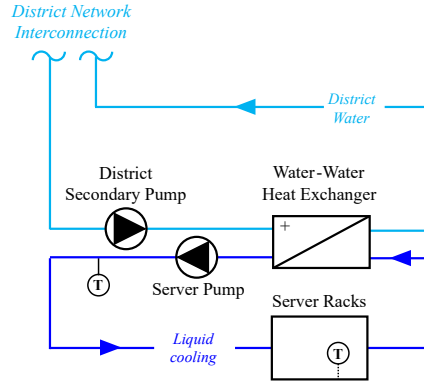 District Network
Interconnection
District
Water
District
Secondary Pump
Water-Water
Heat Exchanger
+
T
Server Pump
Server Racks
Liquid
cooling
T